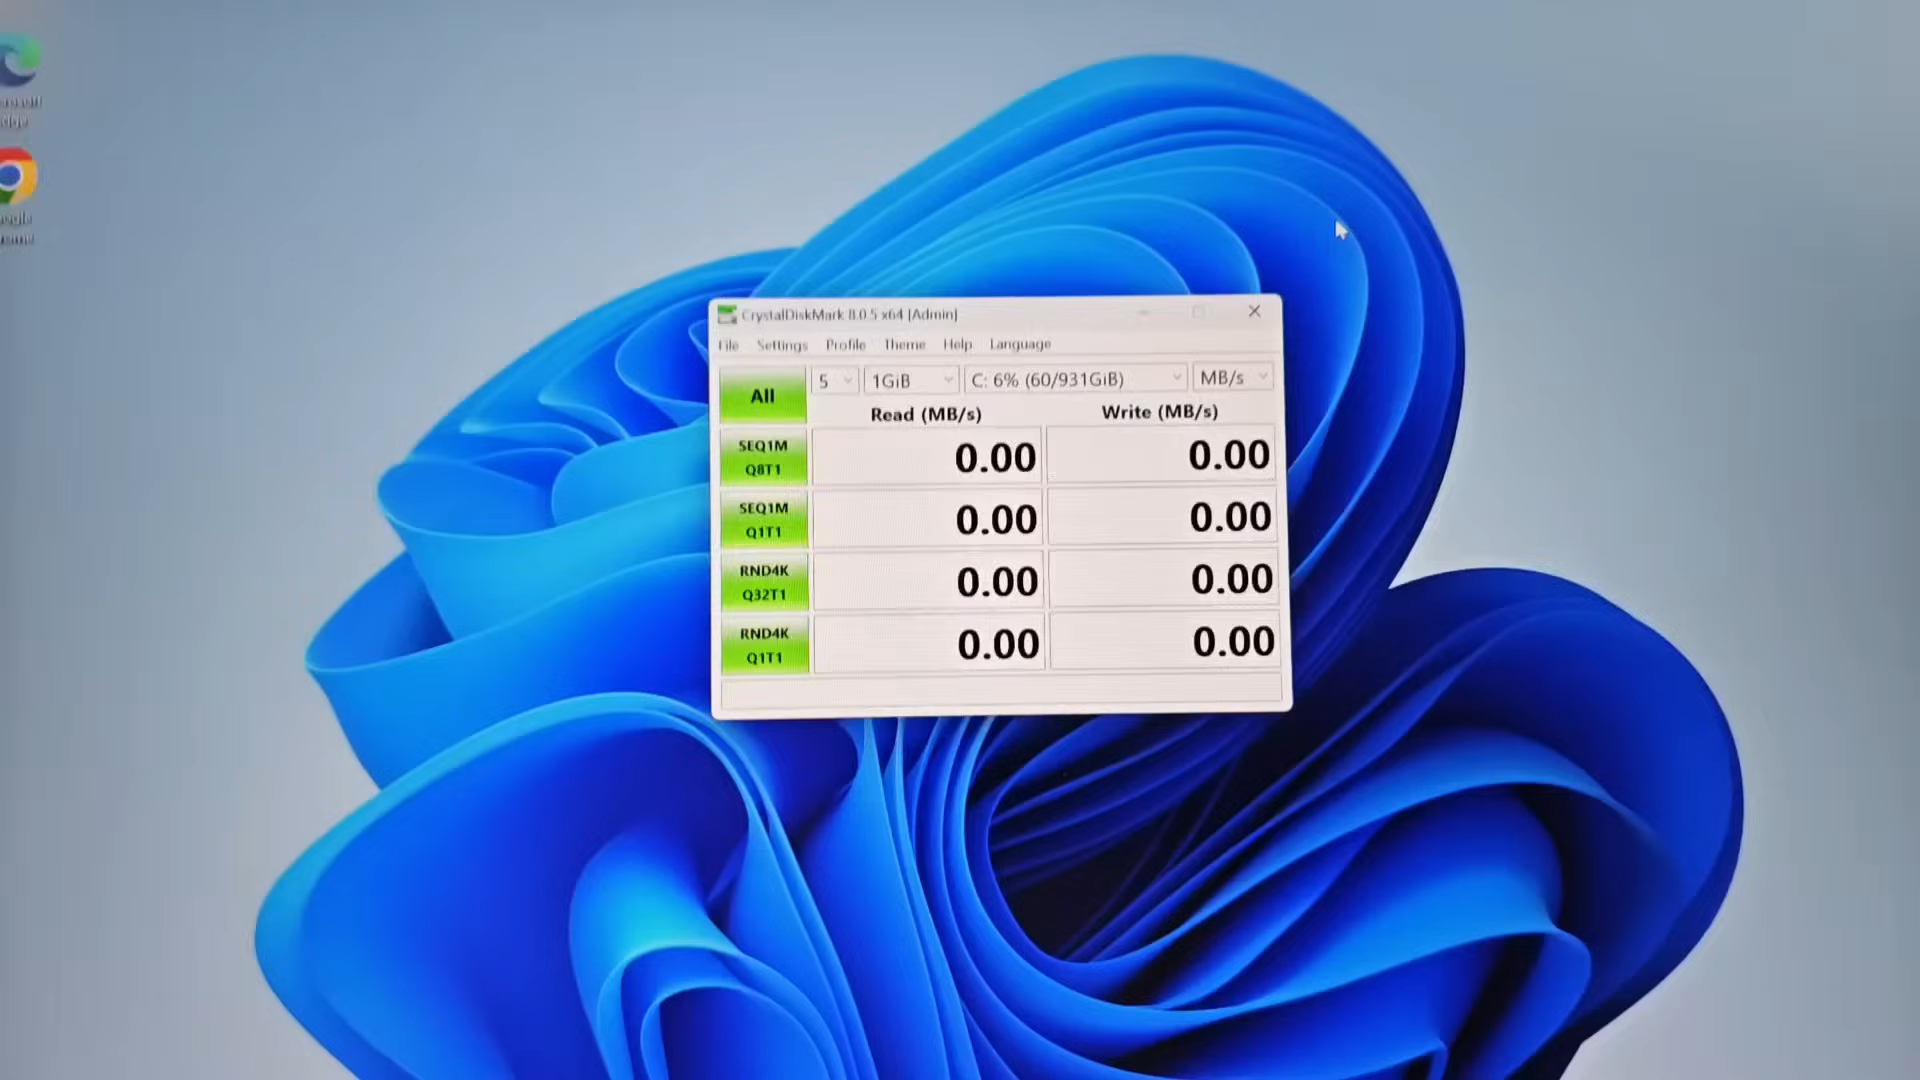 CrystalDiskMark 8.0.5 x64 [Admin]
File Settings Profile Theme Help Language
All 5 1GiB C: 6% (60/931GiB) MB/s
Read (MB/s) Write (MB/s)
SEQ1M
Q8T1
0.00 0.00
SEQ1M
Q1T1
0.00 0.00
RND4K
Q32T1
0.00 0.00
RND4K
Q1T1
0.00 0.00